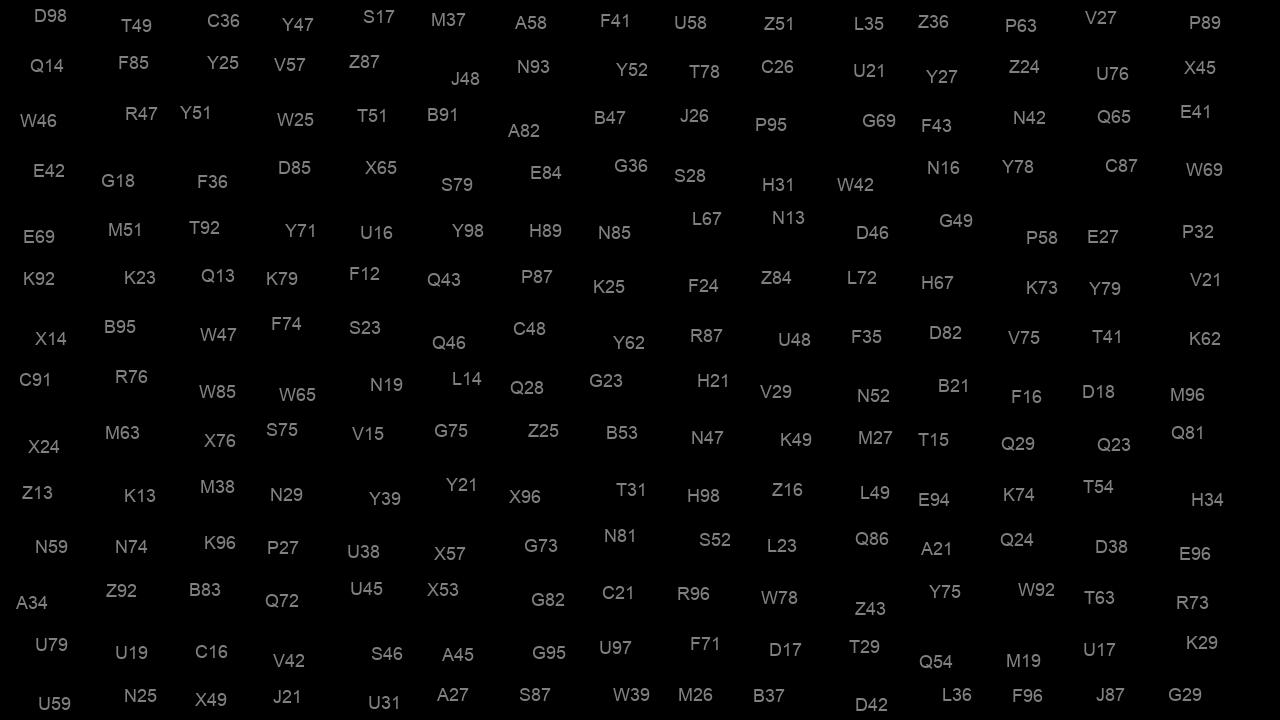 D98 T49 C36 Y47 S17 M37 A58 F41 U58 Z51 L35 Z36 P63 V27 P89
Q14 F85 Y25 V57 Z87 J48 N93 Y52 T78 C26 U21 Y27 Z24 U76 X45
W46 R47 Y51 W25 T51 B91 A82 B47 J26 P95 G69 F43 N42 Q65 E41
E42 G18 F36 D85 X65 S79 E84 G36 S28 H31 W42 N16 Y78 C87 W69
E69 M51 T92 Y71 U16 Y98 H89 N85 L67 N13 D46 G49 P58 E27 P32
K92 K23 Q13 K79 F12 Q43 P87 K25 F24 Z84 L72 H67 K73 Y79 V21
X14 B95 W47 F74 S23 Q46 C48 Y62 R87 U48 F35 D82 V75 T41 K62
C91 R76 W85 W65 N19 L14 Q28 G23 H21 V29 N52 B21 F16 D18 M96
X24 M63 X76 S75 V15 G75 Z25 B53 N47 K49 M27 T15 Q29 Q23 Q81
Z13 K13 M38 N29 Y39 Y21 X96 T31 H98 Z16 L49 E94 K74 T54 H34
N59 N74 K96 P27 U38 X57 G73 N81 S52 L23 Q86 A21 Q24 D38 E96
A34 Z92 B83 Q72 U45 X53 G82 C21 R96 W78 Z43 Y75 W92 T63 R73
U79 U19 C16 V42 S46 A45 G95 U97 F71 D17 T29 Q54 M19 U17 K29
U59 N25 X49 J21 U31 A27 S87 W39 M26 B37 D42 L36 F96 J87 G29